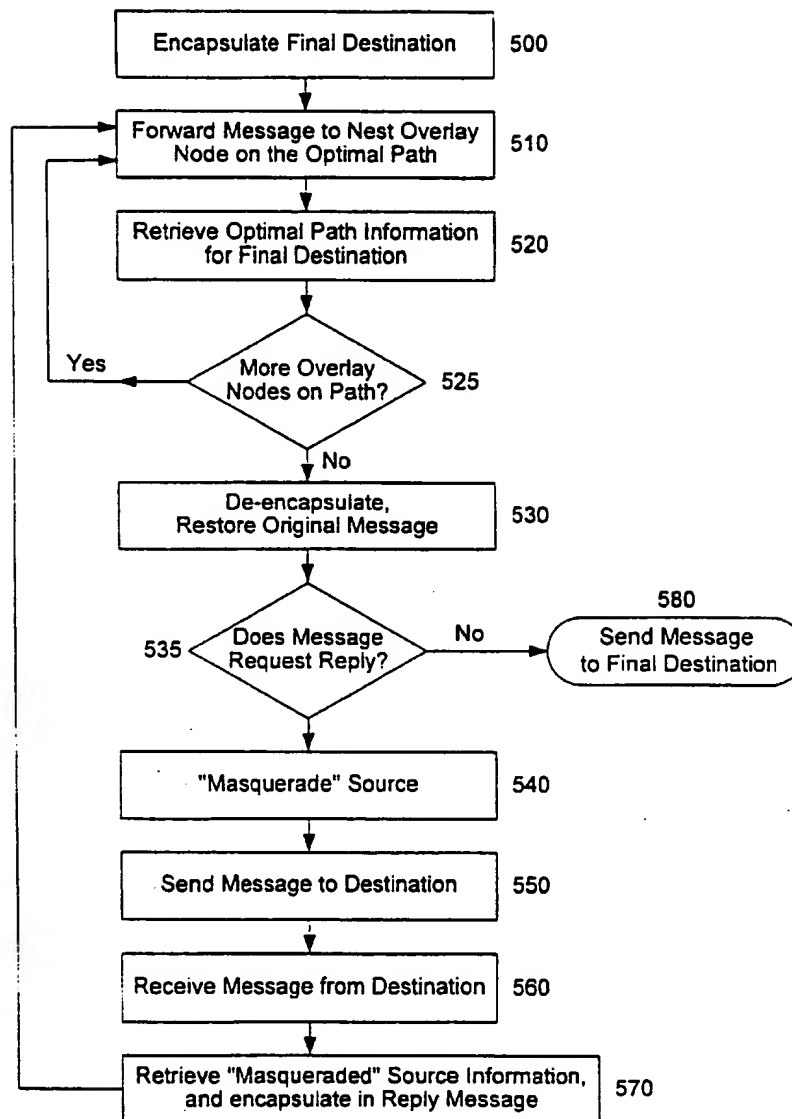 Encapsulate Final Destination 500
Forward Message to Nest Overlay
Node on the Optimal Path
510
Retrieve Optimal Path Information
for Final Destination
520
Yes
More Overlay
Nodes on Path?
525
No
De-encapsulate,
Restore Original Message
530
535
Does Message
Request Reply?
No
580
Send Message
to Final Destination
"Masquerade" Source 540
Send Message to Destination 550
Receive Message from Destination 560
Retrieve "Masqueraded" Source Information,
and encapsulate in Reply Message
570